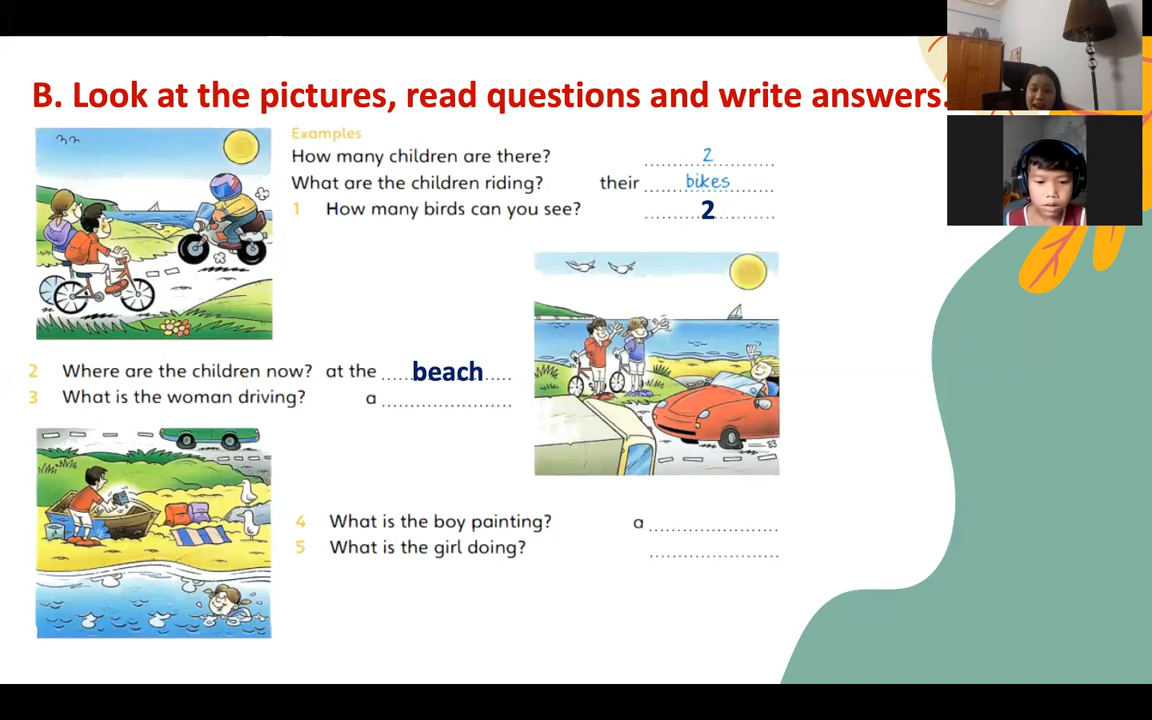 B. Look at the pictures, read questions and write answers.
Examples
How many children are there? 2
What are the children riding? their bikes
1 How many birds can you see? 2
2 Where are the children now? at the beach
3 What is the woman driving? a
4 What is the boy painting? a
5 What is the girl doing?